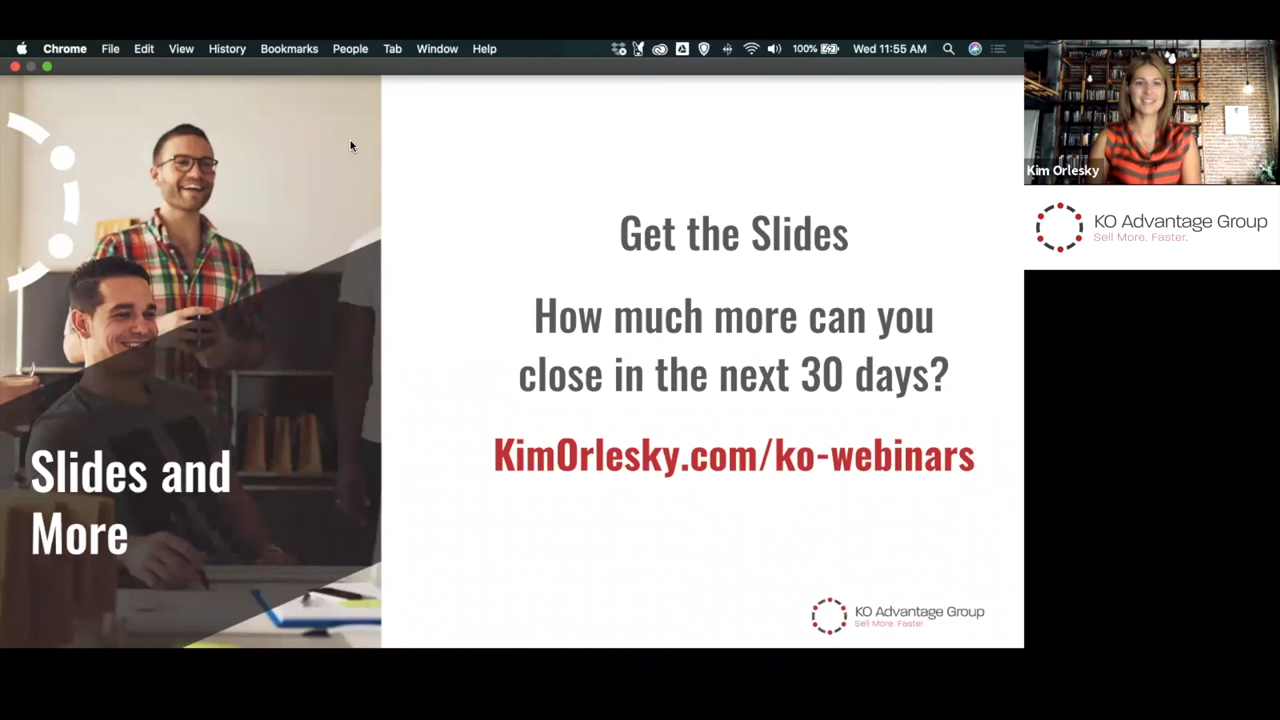 Chrome File Edit View History Bookmarks People Tab Window Help
100% Wed 11:55 AM
Kim Orlesky
KO Advantage Group
Sell More. Faster.
Get the Slides
How much more can you
close in the next 30 days?
KimOrlesky.com/ko-webinars
Slides and
More
KO Advantage Group
Sell More. Faster